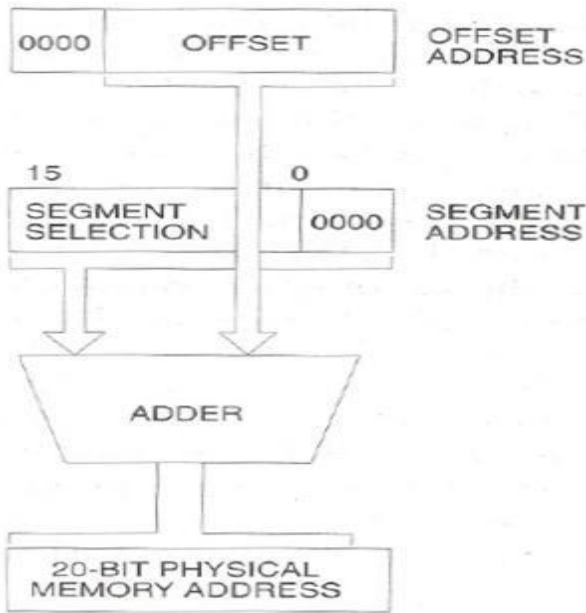 0000 OFFSET OFFSET
ADDRESS
15 0
SEGMENT
SELECTION 0000 SEGMENT
ADDRESS
ADDER
20-BIT PHYSICAL
MEMORY ADDRESS